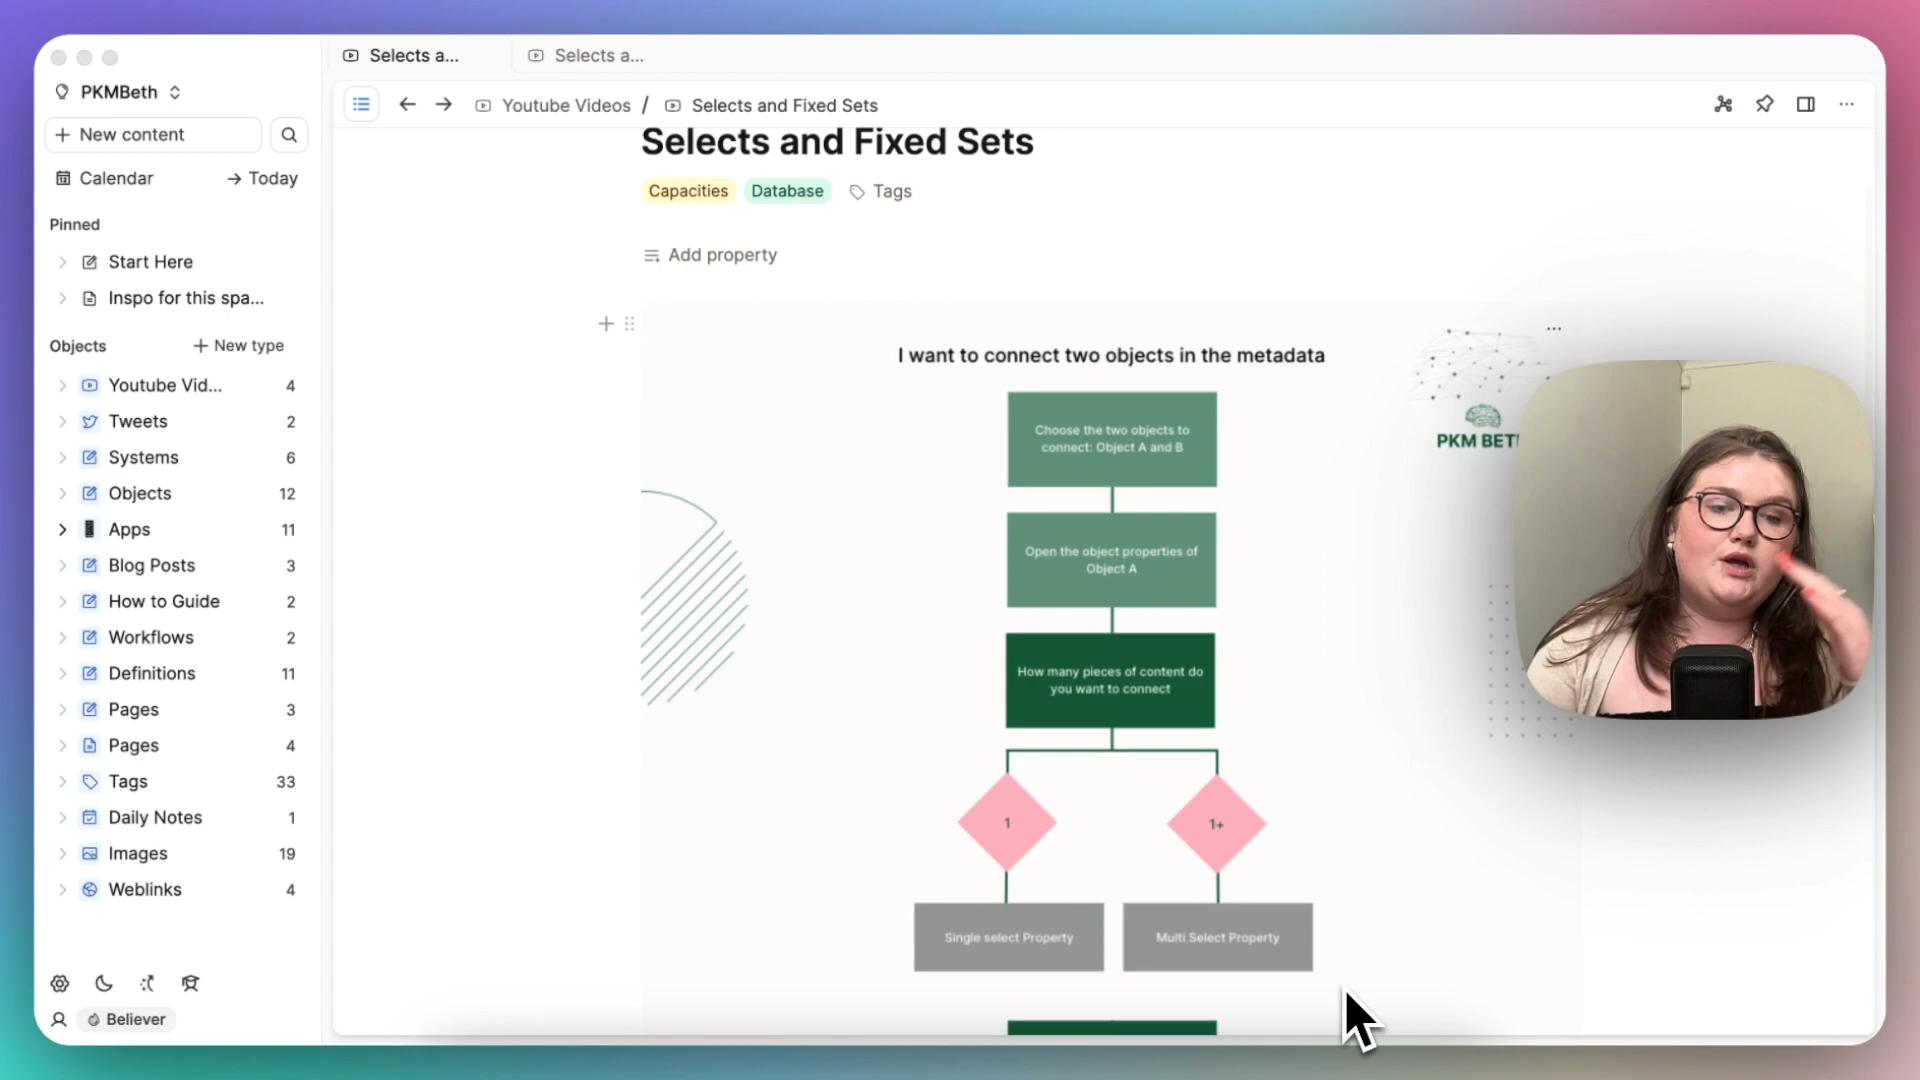 Selects a...
Selects a...
PKMBeth
New content
Calendar
Today
Pinned
Start Here
Inspo for this spa...
Objects
New type
Youtube Vid... 4
Tweets 2
Systems 6
Objects 12
Apps 11
Blog Posts 3
How to Guide 2
Workflows 2
Definitions 11
Pages 3
Pages 4
Tags 33
Daily Notes 1
Images 19
Weblinks 4
Believer
Youtube Videos / Selects and Fixed Sets
Selects and Fixed Sets
Capacities Database Tags
Add property
I want to connect two objects in the metadata
PKM BET
Choose the two objects to
connect: Object A and B
Open the object properties of
Object A
How many pieces of content do
you want to connect
1
1+
Single select Property
Multi Select Property